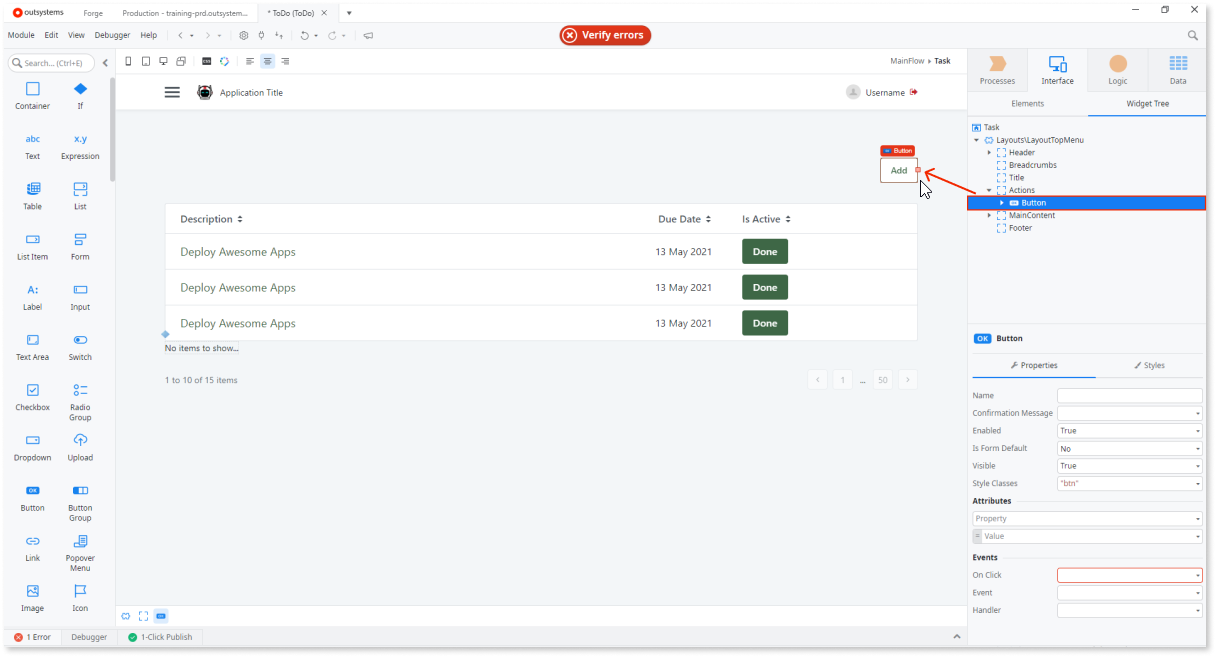 outsystems
Forge
Production - training-prd.outsystem...
* ToDo (ToDo)
Module Edit View Debugger Help
Verify errors
Search... (Ctrl+E)
MainFlow Task
Processes
Interface
Logic
Data
Elements
Widget Tree
Container
If
abc
Text
x.y
Expression
Table
List
List Item
Form
A:
Label
Input
Text Area
Switch
Checkbox
Radio
Group
Dropdown
Upload
OK
Button
Button
Group
Link
Popover
Menu
Image
Icon
Application Title
Username
Button
Add
Description
Due Date
Is Active
Deploy Awesome Apps 13 May 2021 Done
Deploy Awesome Apps 13 May 2021 Done
Deploy Awesome Apps 13 May 2021 Done
No items to show...
1 to 10 of 15 items
1 ... 50
Task
Layouts\LayoutTopMenu
Header
Breadcrumbs
Title
Actions
Button
MainContent
Footer
OK Button
Properties
Styles
Name
Confirmation Message
Enabled True
Is Form Default No
Visible True
Style Classes "btn"
Attributes
Property
= Value
Events
On Click
Event
Handler
1 Error
Debugger
1-Click Publish